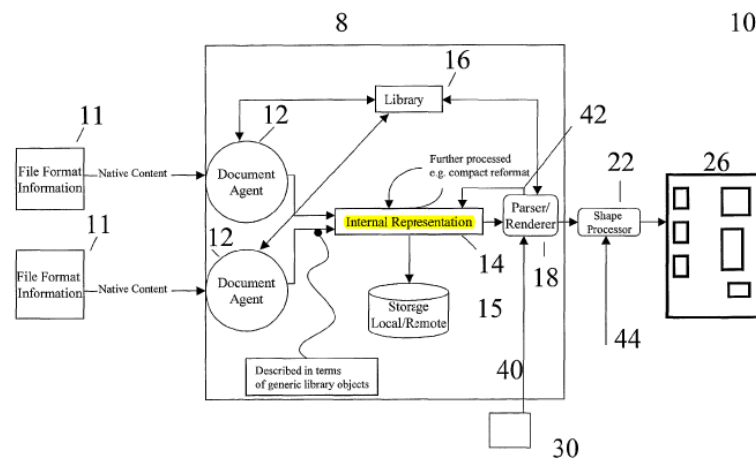 8
10
16
11
Library
12
42
File Format
Information
Native Content
Document
Agent
Further processed
e.g. compact reformat
22
26
11
12
Internal Representation
Parser/
Renderer
Shape
Processor
File Format
Information
Native Content
Document
Agent
14
18
Storage
Local/Remote
15
44
Described in terms
of generic library objects
40
30